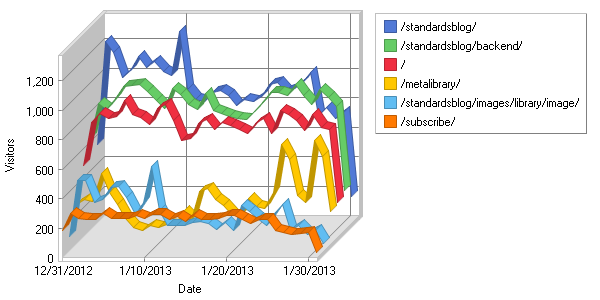 /standardsblog/
/standardsblog/backend/
/
/metalibrary/
/standardsblog/images/library/image/
/subscribe/
1,200
1,000
800
600
400
200
0
Visitors
12/31/2012 1/10/2013 1/20/2013 1/30/2013
Date